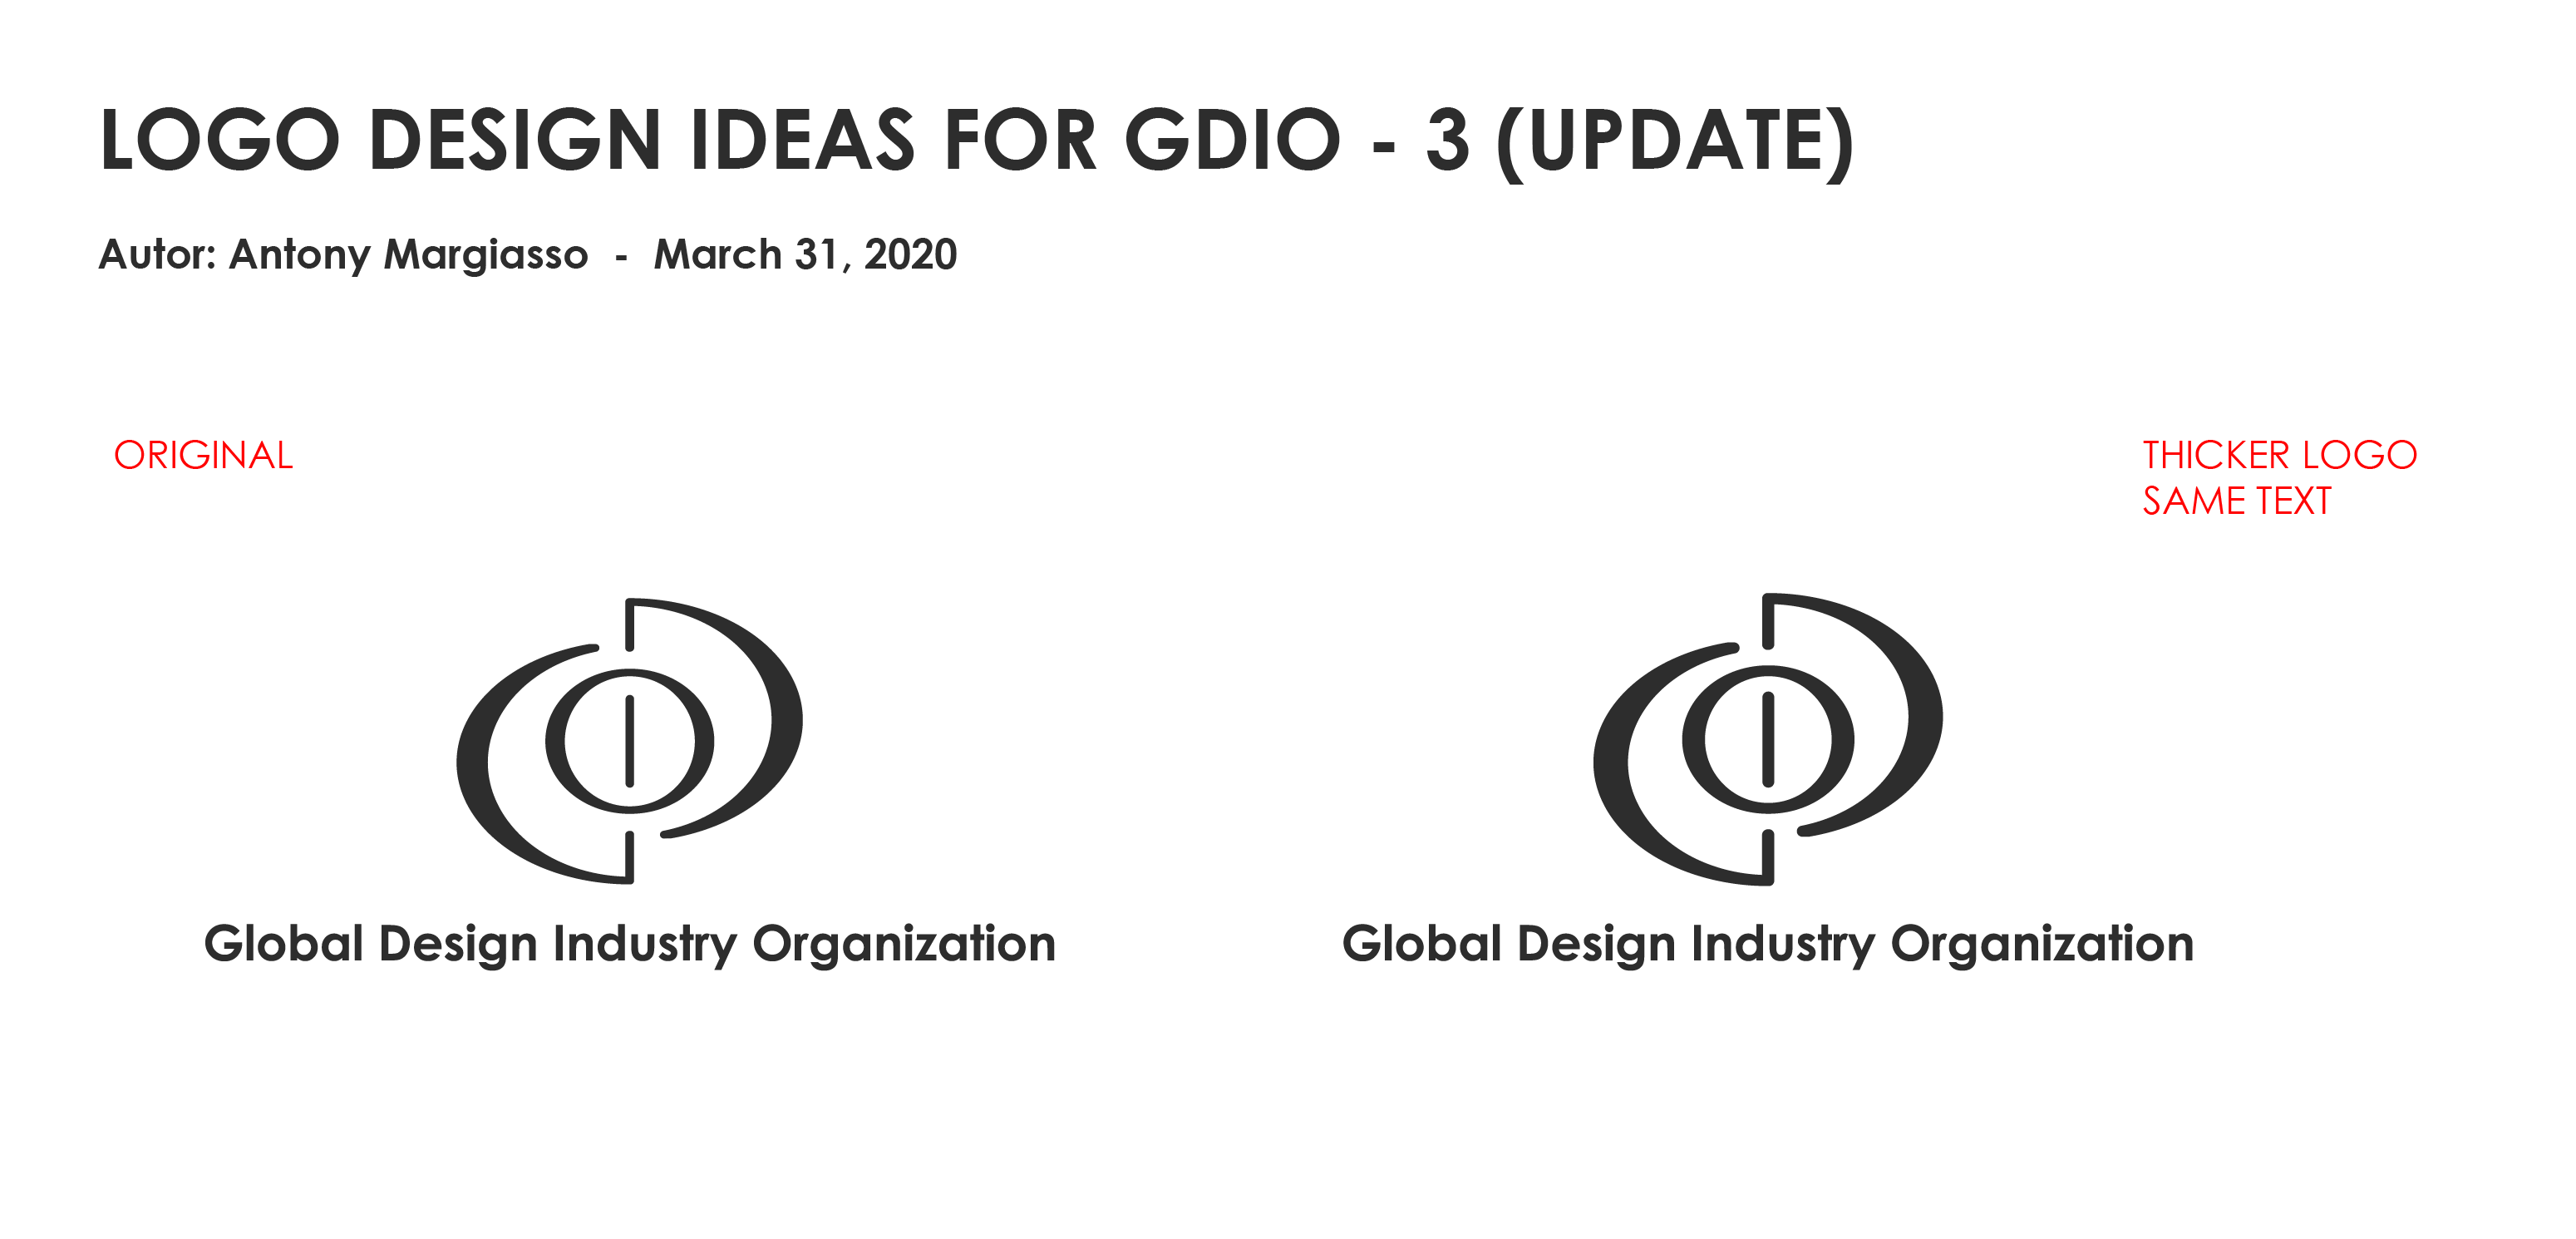 LOGO DESIGN IDEAS FOR GDIO - 3 (UPDATE)
Autor: Antony Margiasso - March 31, 2020
ORIGINAL
THICKER LOGO
SAME TEXT
Global Design Industry Organization
Global Design Industry Organization